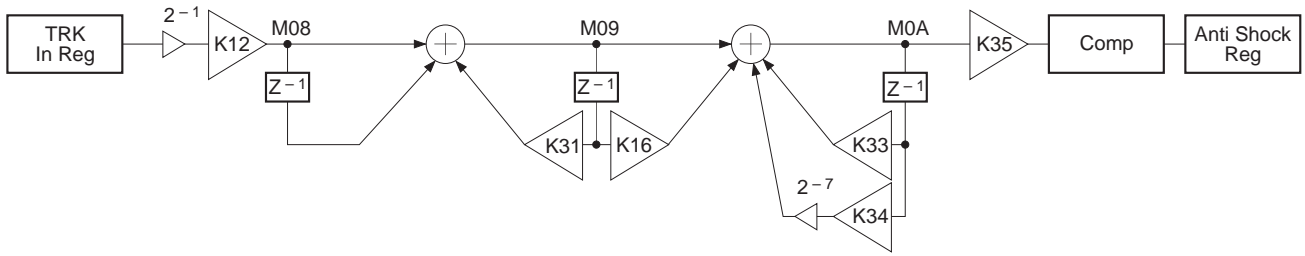 TRK
In Reg
2⁻¹
K12
M08
Z⁻¹
M09
Z⁻¹
K31
K16
M0A
Z⁻¹
K33
2⁻⁷
K34
K35
Comp
Anti Shock
Reg